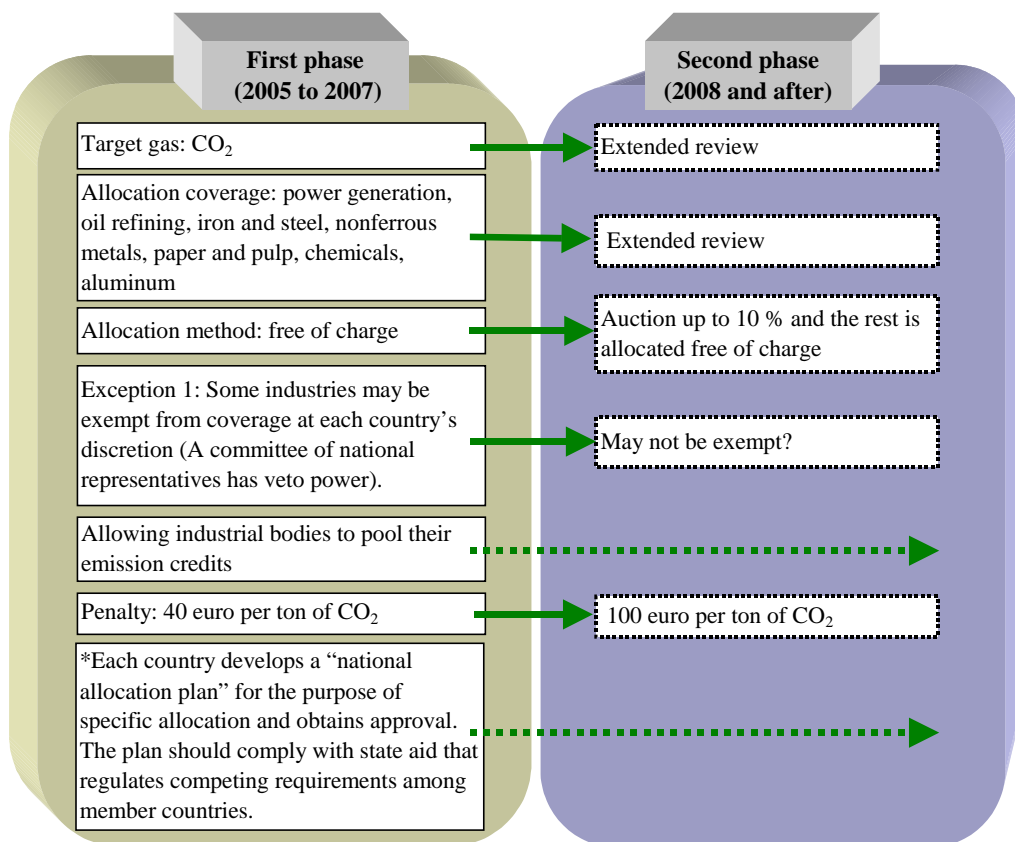 First phase
(2005 to 2007)
Second phase
(2008 and after)
Target gas: CO₂
Extended review
Allocation coverage: power generation,
oil refining, iron and steel, nonferrous
metals, paper and pulp, chemicals,
aluminum
Extended review
Allocation method: free of charge
Auction up to 10 % and the rest is
allocated free of charge
Exception 1: Some industries may be
exempt from coverage at each country’s
discretion (A committee of national
representatives has veto power).
May not be exempt?
Allowing industrial bodies to pool their
emission credits
Penalty: 40 euro per ton of CO₂
100 euro per ton of CO₂
*Each country develops a “national
allocation plan” for the purpose of
specific allocation and obtains approval.
The plan should comply with state aid that
regulates competing requirements among
member countries.